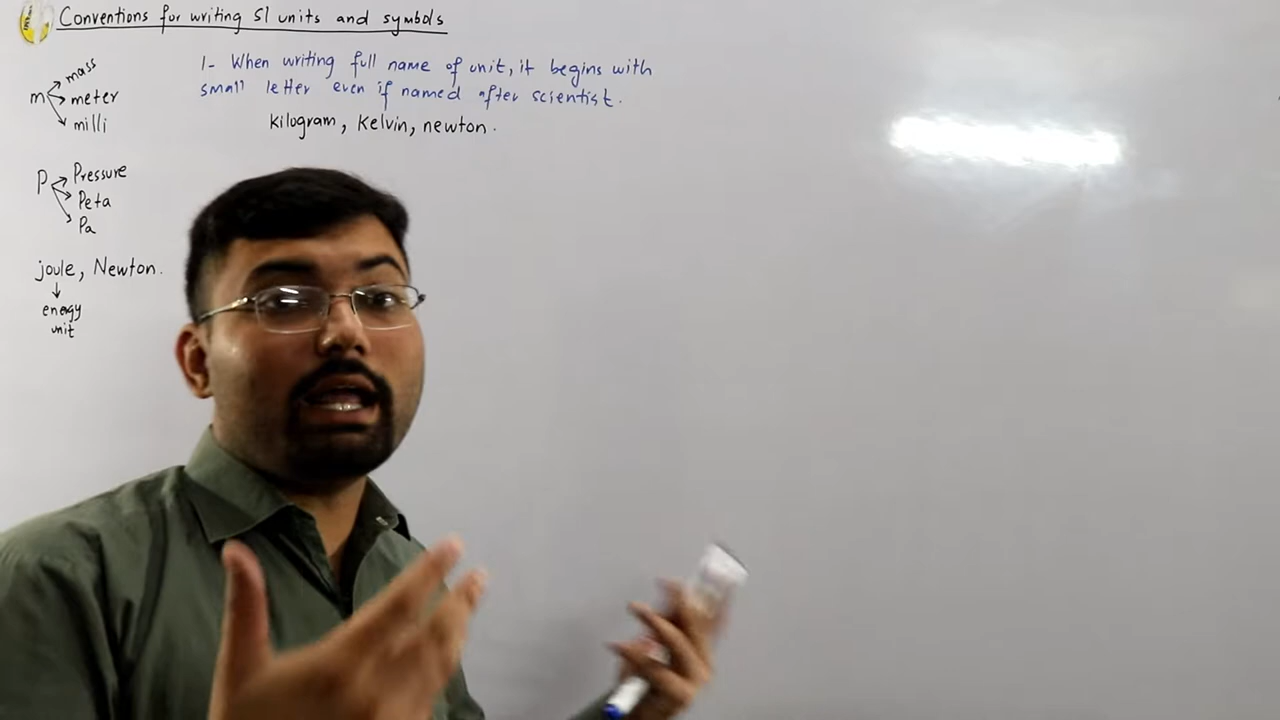 Conventions for writing SI units and symbols
m
mass
meter
milli
P
Pressure
Peta
Pa
joule, Newton.
energy
unit
1- When writing full name of unit, it begins with
small letter even if named after scientist.
kilogram, kelvin, newton.